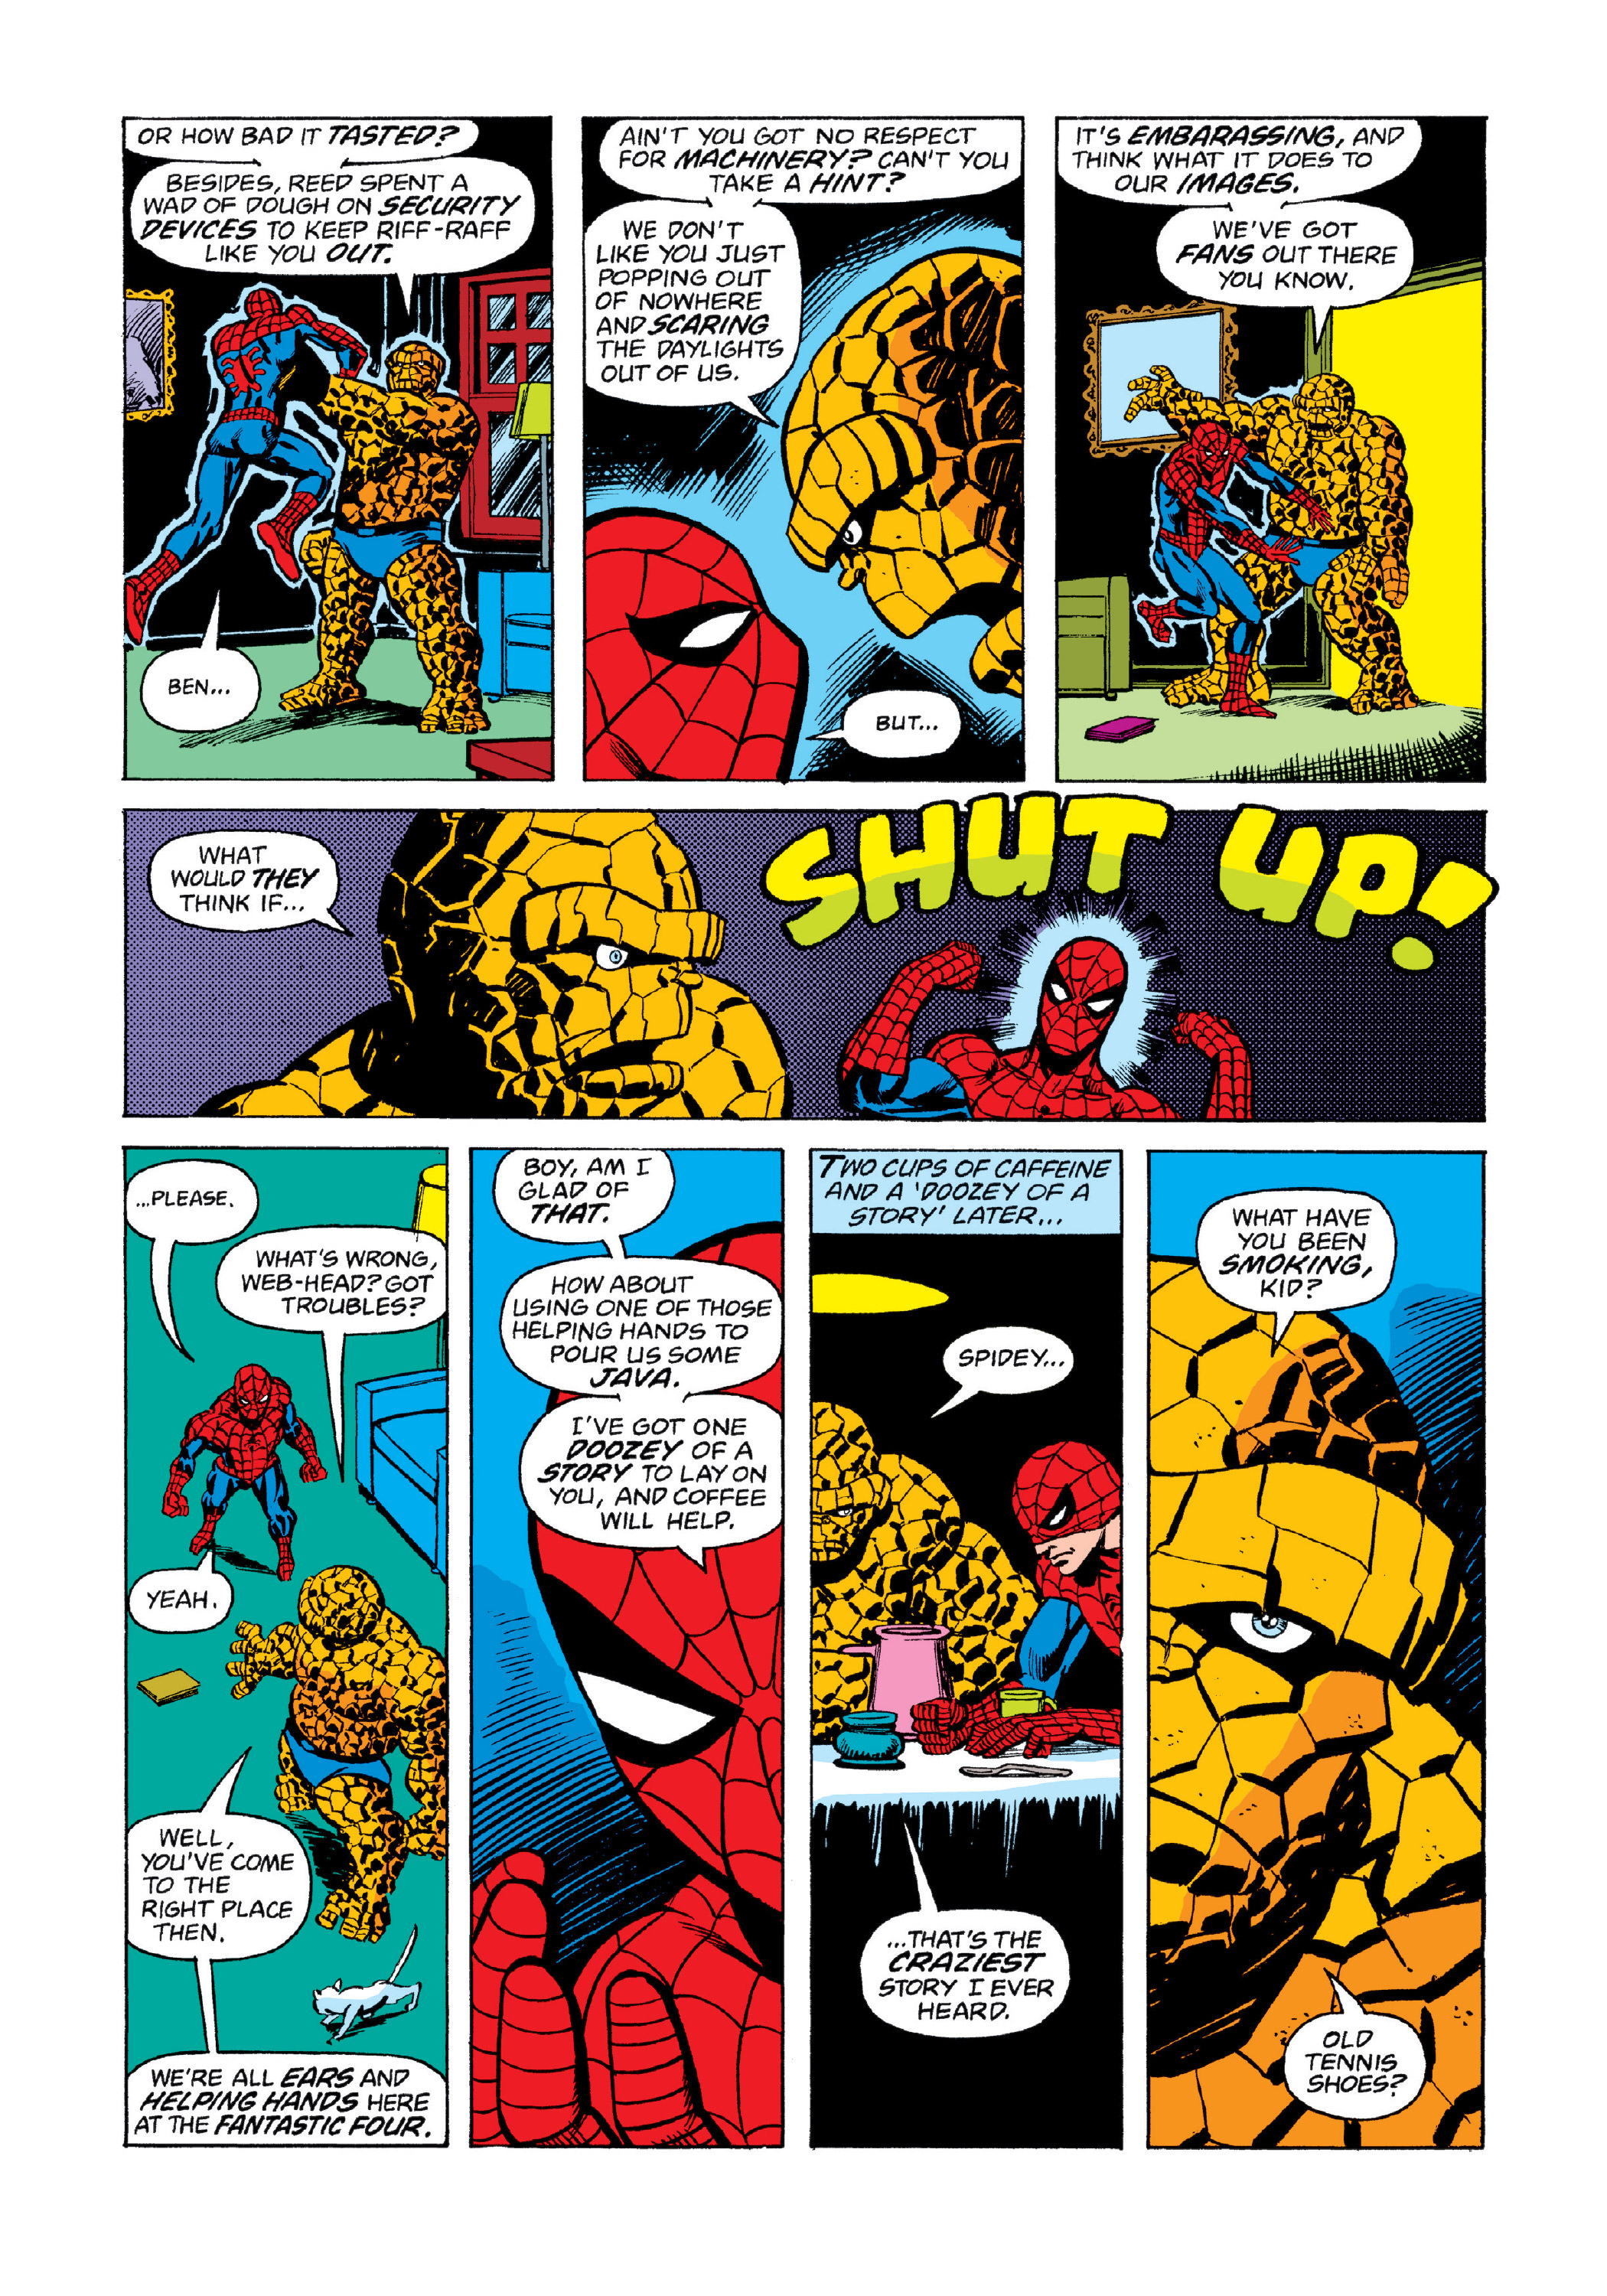 OR HOW BAD IT TASTED?
BESIDES, REED SPENT A
WAD OF DOUGH ON SECURITY
DEVICES TO KEEP RIFF-RAFF
LIKE YOU OUT.
BEN...
AIN'T YOU GOT NO RESPECT
FOR MACHINERY? CAN'T YOU
TAKE A HINT?
WE DON'T
LIKE YOU JUST
POPPING OUT
OF NOWHERE
AND SCARING
THE DAYLIGHTS
OUT OF US.
BUT...
IT'S EMBARASSING, AND
THINK WHAT IT DOES TO
OUR IMAGES.
WE'VE GOT
FANS OUT THERE
YOU KNOW.
WHAT
WOULD THEY
THINK IF...
SHUT UP!
...PLEASE.
WHAT'S WRONG,
WEB-HEAD? GOT
TROUBLES?
YEAH.
WELL,
YOU'VE COME
TO THE
RIGHT PLACE
THEN.
WE'RE ALL EARS AND
HELPING HANDS HERE
AT THE FANTASTIC FOUR.
BOY, AM I
GLAD OF
THAT.
HOW ABOUT
USING ONE OF THOSE
HELPING HANDS TO
POUR US SOME
JAVA.
I'VE GOT ONE
DOOZEY OF A
STORY TO LAY ON
YOU, AND COFFEE
WILL HELP.
TWO CUPS OF CAFFEINE
AND A 'DOOZEY OF A
STORY' LATER...
SPIDEY...
...THAT'S THE
CRAZIEST
STORY I EVER
HEARD.
WHAT HAVE
YOU BEEN
SMOKING,
KID?
OLD
TENNIS
SHOES?